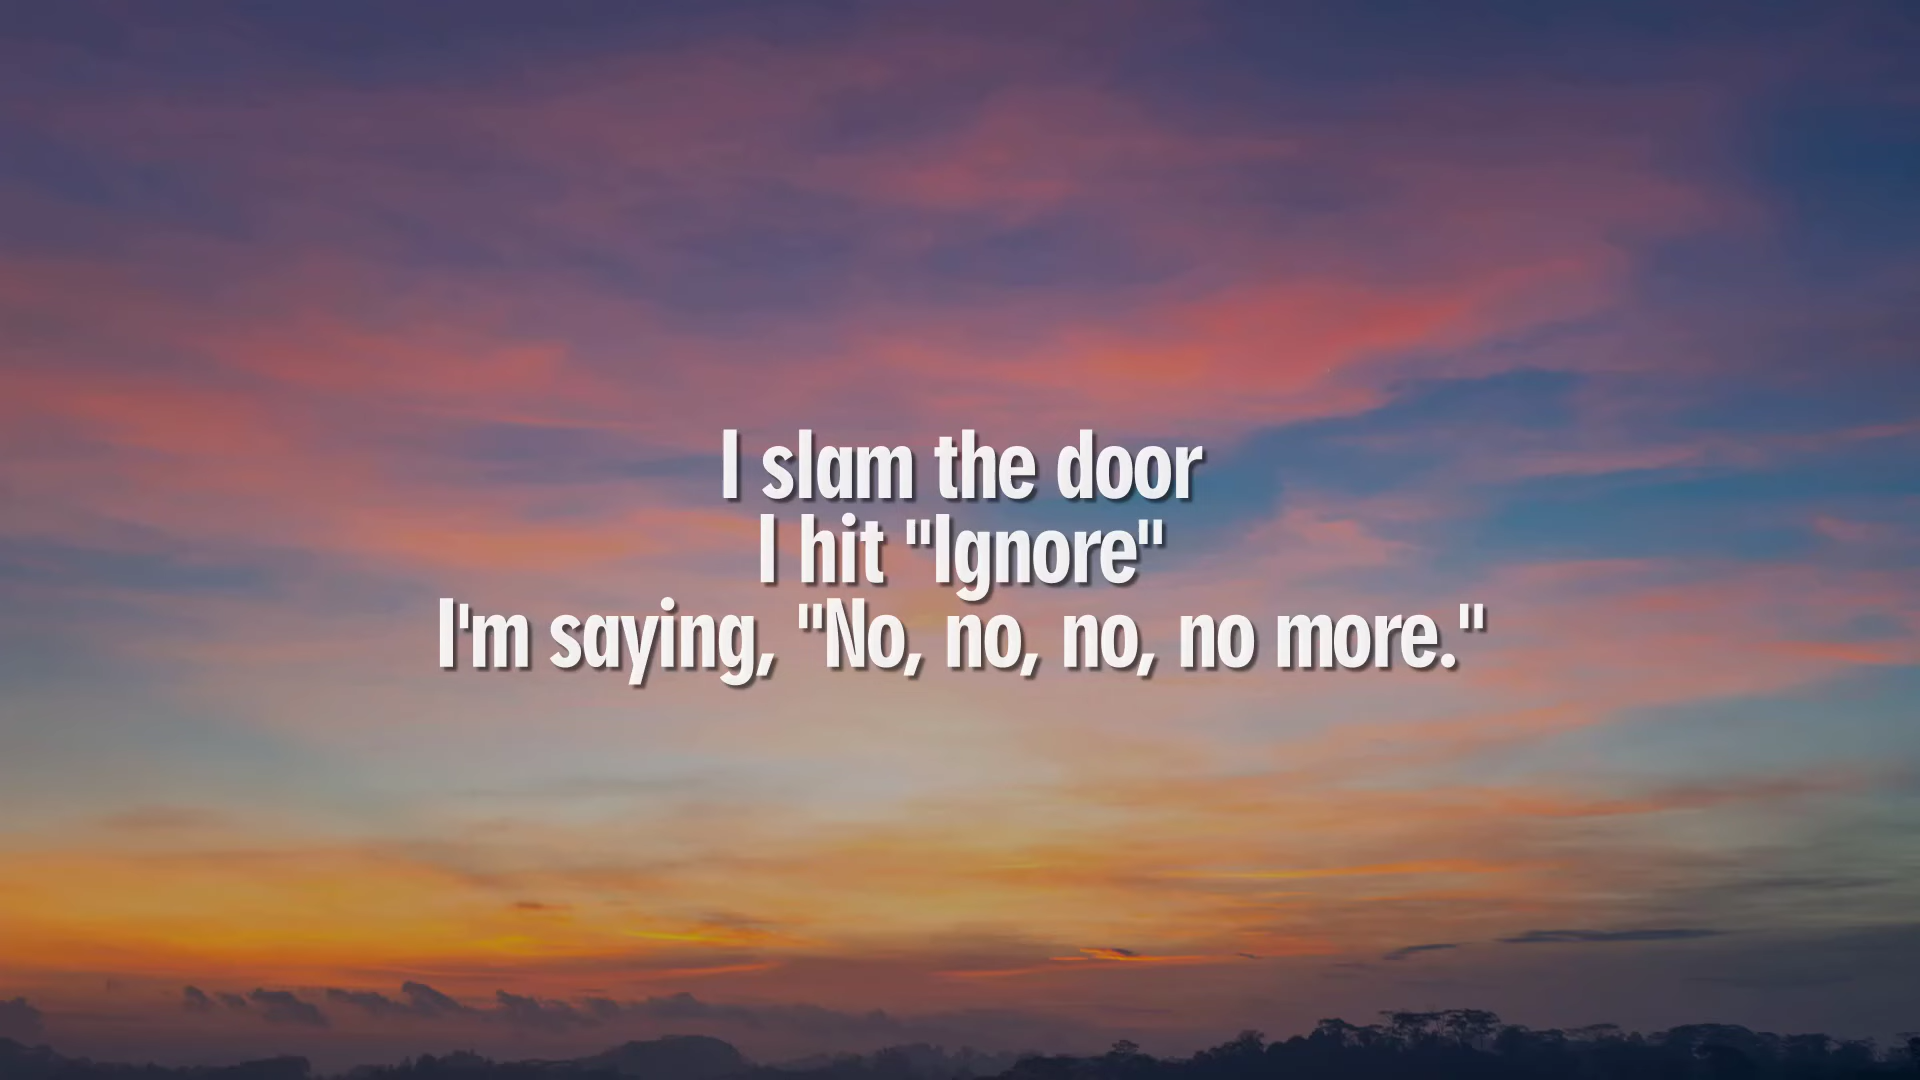 I slam the door
I hit "Ignore"
I'm saying, "No, no, no, no more."